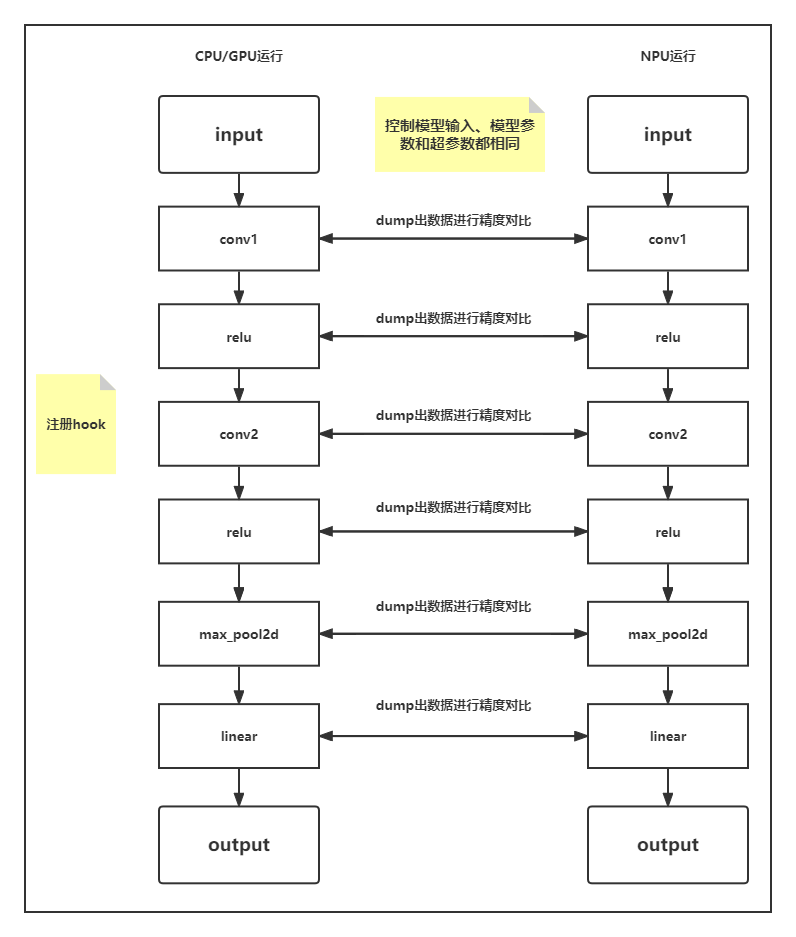 CPU/GPU运行
NPU运行
input
控制模型输入、模型参
数和超参数都相同
input
conv1
dump出数据进行精度对比
conv1
relu
dump出数据进行精度对比
relu
注册hook
conv2
dump出数据进行精度对比
conv2
relu
dump出数据进行精度对比
relu
max_pool2d
dump出数据进行精度对比
max_pool2d
linear
dump出数据进行精度对比
linear
output
output